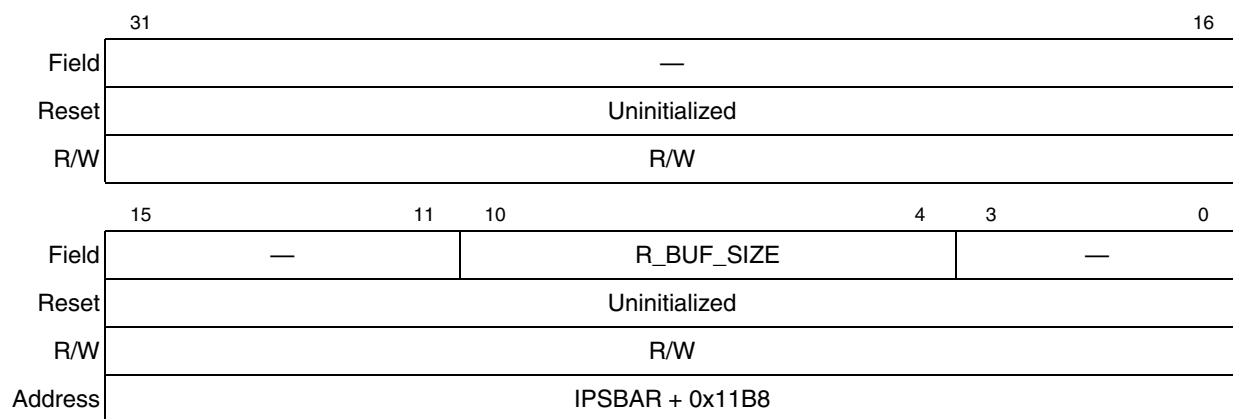 31 16
Field —
Reset Uninitialized
R/W R/W
15 11 10 4 3 0
Field — R_BUF_SIZE —
Reset Uninitialized
R/W R/W
Address IPSBAR + 0x11B8